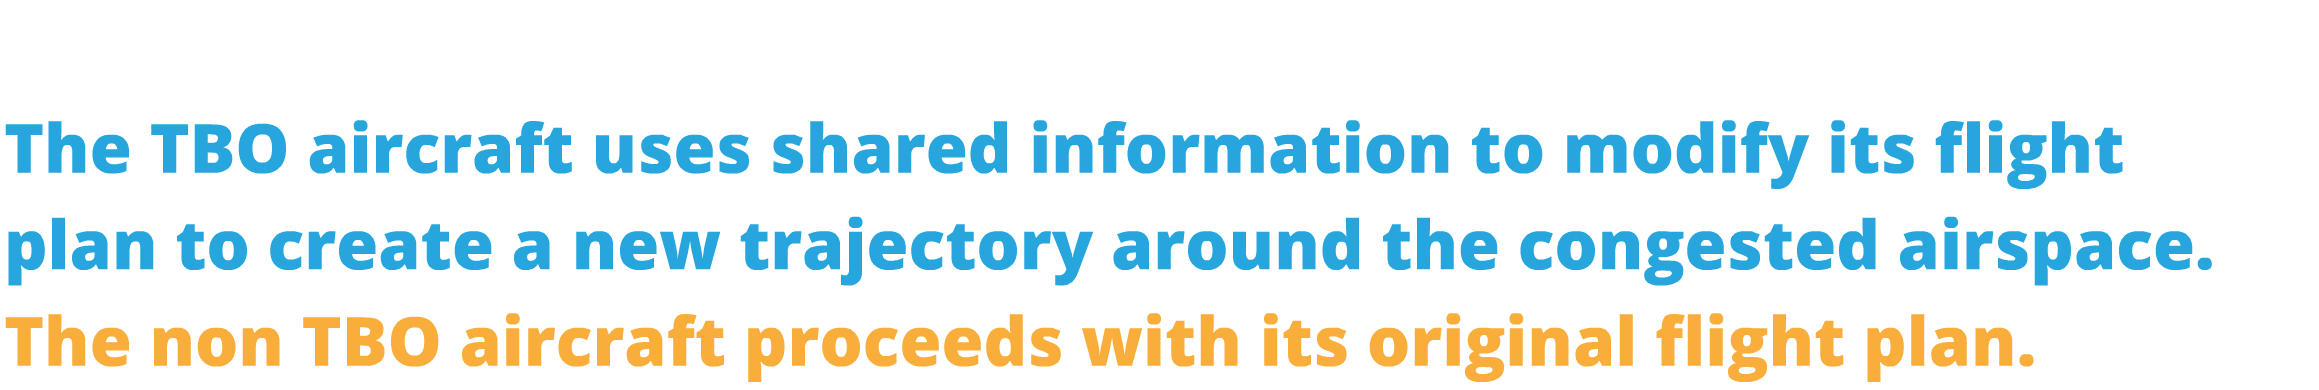 The TBO aircraft uses shared information to modify its flight
plan to create a new trajectory around the congested airspace.
The non TBO aircraft proceeds with its original flight plan.